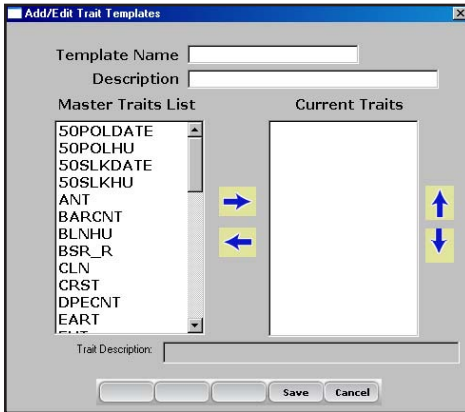 Add/Edit Trait Templates
Template Name
Description
Master Traits List
Current Traits
50POLDATE
50POLHU
50SLKDATE
50SLKHU
ANT
BARCNT
BLNHU
BSR_R
CLN
CRST
DPECNT
EART
Trait Description:
Save Cancel